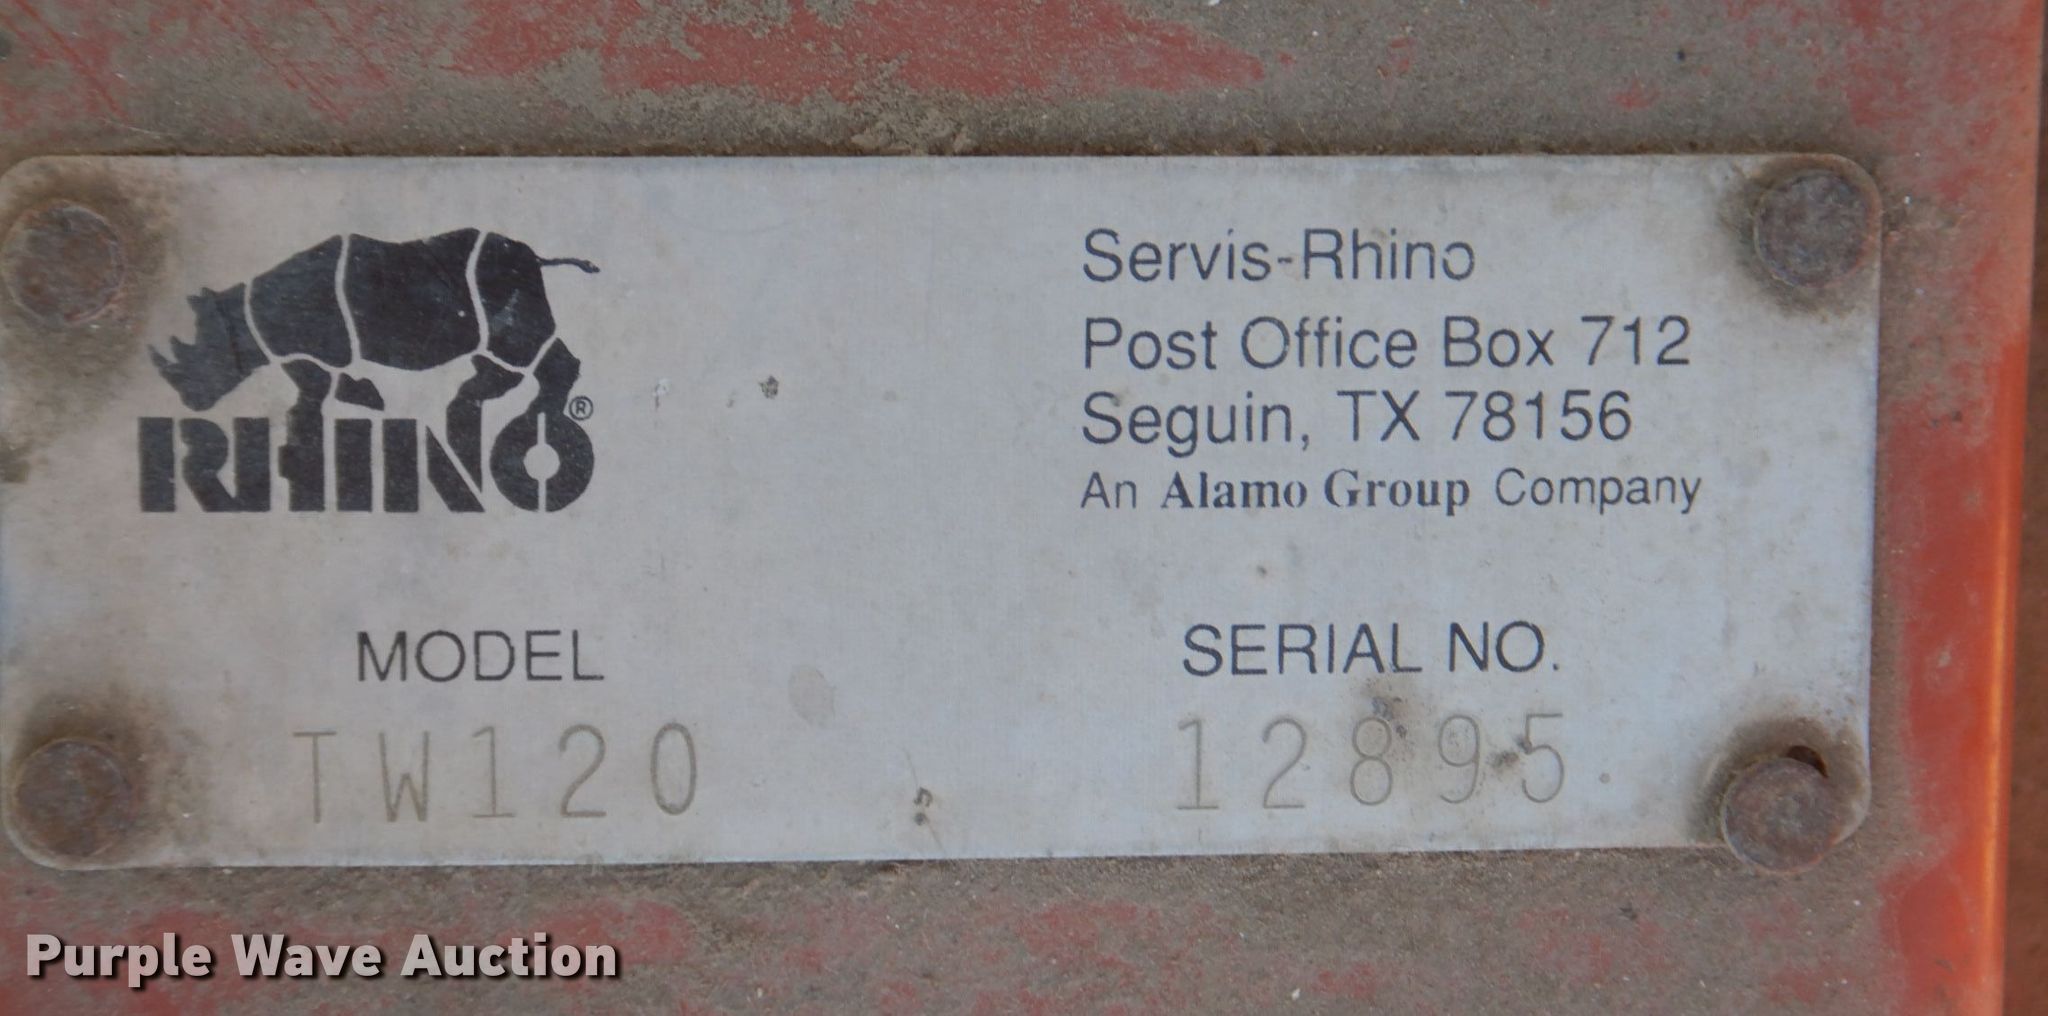 RHINO®
Servis-Rhino
Post Office Box 712
Seguin, TX 78156
An Alamo Group Company
MODEL
TW120
SERIAL NO.
12895
Purple Wave Auction